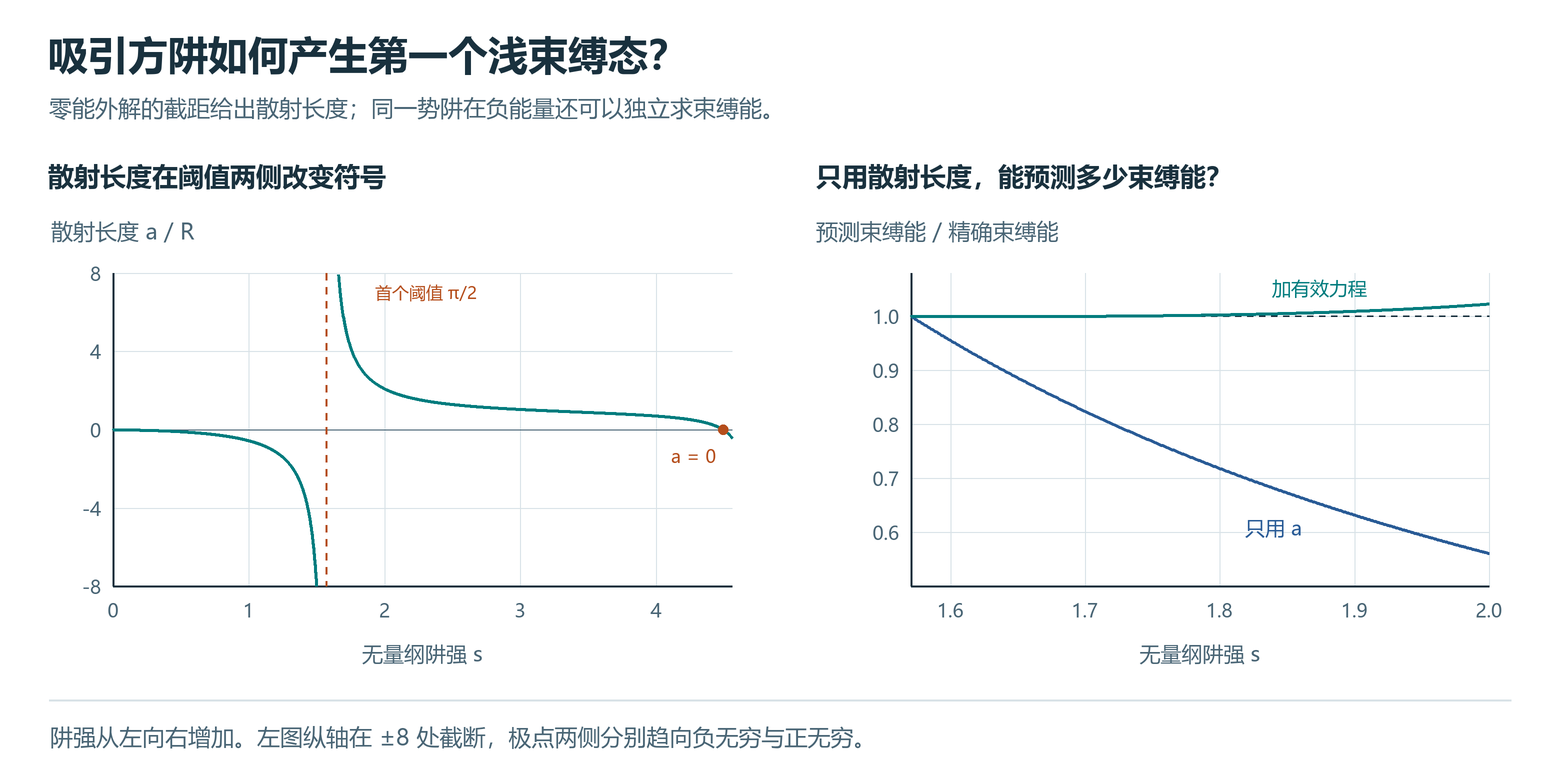 吸引方阱如何产生第一个浅束缚态？
零能外解的截距给出散射长度；同一势阱在负能量还可以独立求束缚能。
散射长度在阈值两侧改变符号
散射长度 a / R
8
4
0
-4
-8
首个阈值 π/2
a = 0
0
1
2
3
4
无量纲阱强 s
只用散射长度，能预测多少束缚能？
预测束缚能 / 精确束缚能
1.0
0.9
0.8
0.7
0.6
加有效力程
只用 a
1.6
1.7
1.8
1.9
2.0
无量纲阱强 s
阱强从左向右增加。左图纵轴在 ±8 处截断，极点两侧分别趋向负无穷与正无穷。